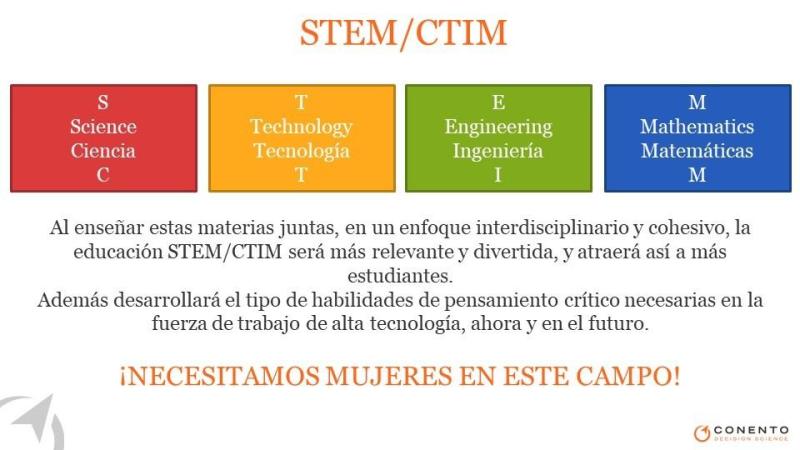 STEM/CTIM
S
Science
Ciencia
C
T
Technology
Tecnología
T
E
Engineering
Ingeniería
I
M
Mathematics
Matemáticas
M
Al enseñar estas materias juntas, en un enfoque interdisciplinario y cohesivo, la
educación STEM/CTIM será más relevante y divertida, y atraerá así a más
estudiantes.
Además desarrollará el tipo de habilidades de pensamiento crítico necesarias en la
fuerza de trabajo de alta tecnología, ahora y en el futuro.
¡NECESITAMOS MUJERES EN ESTE CAMPO!
CONENTO
DECISION SCIENCE